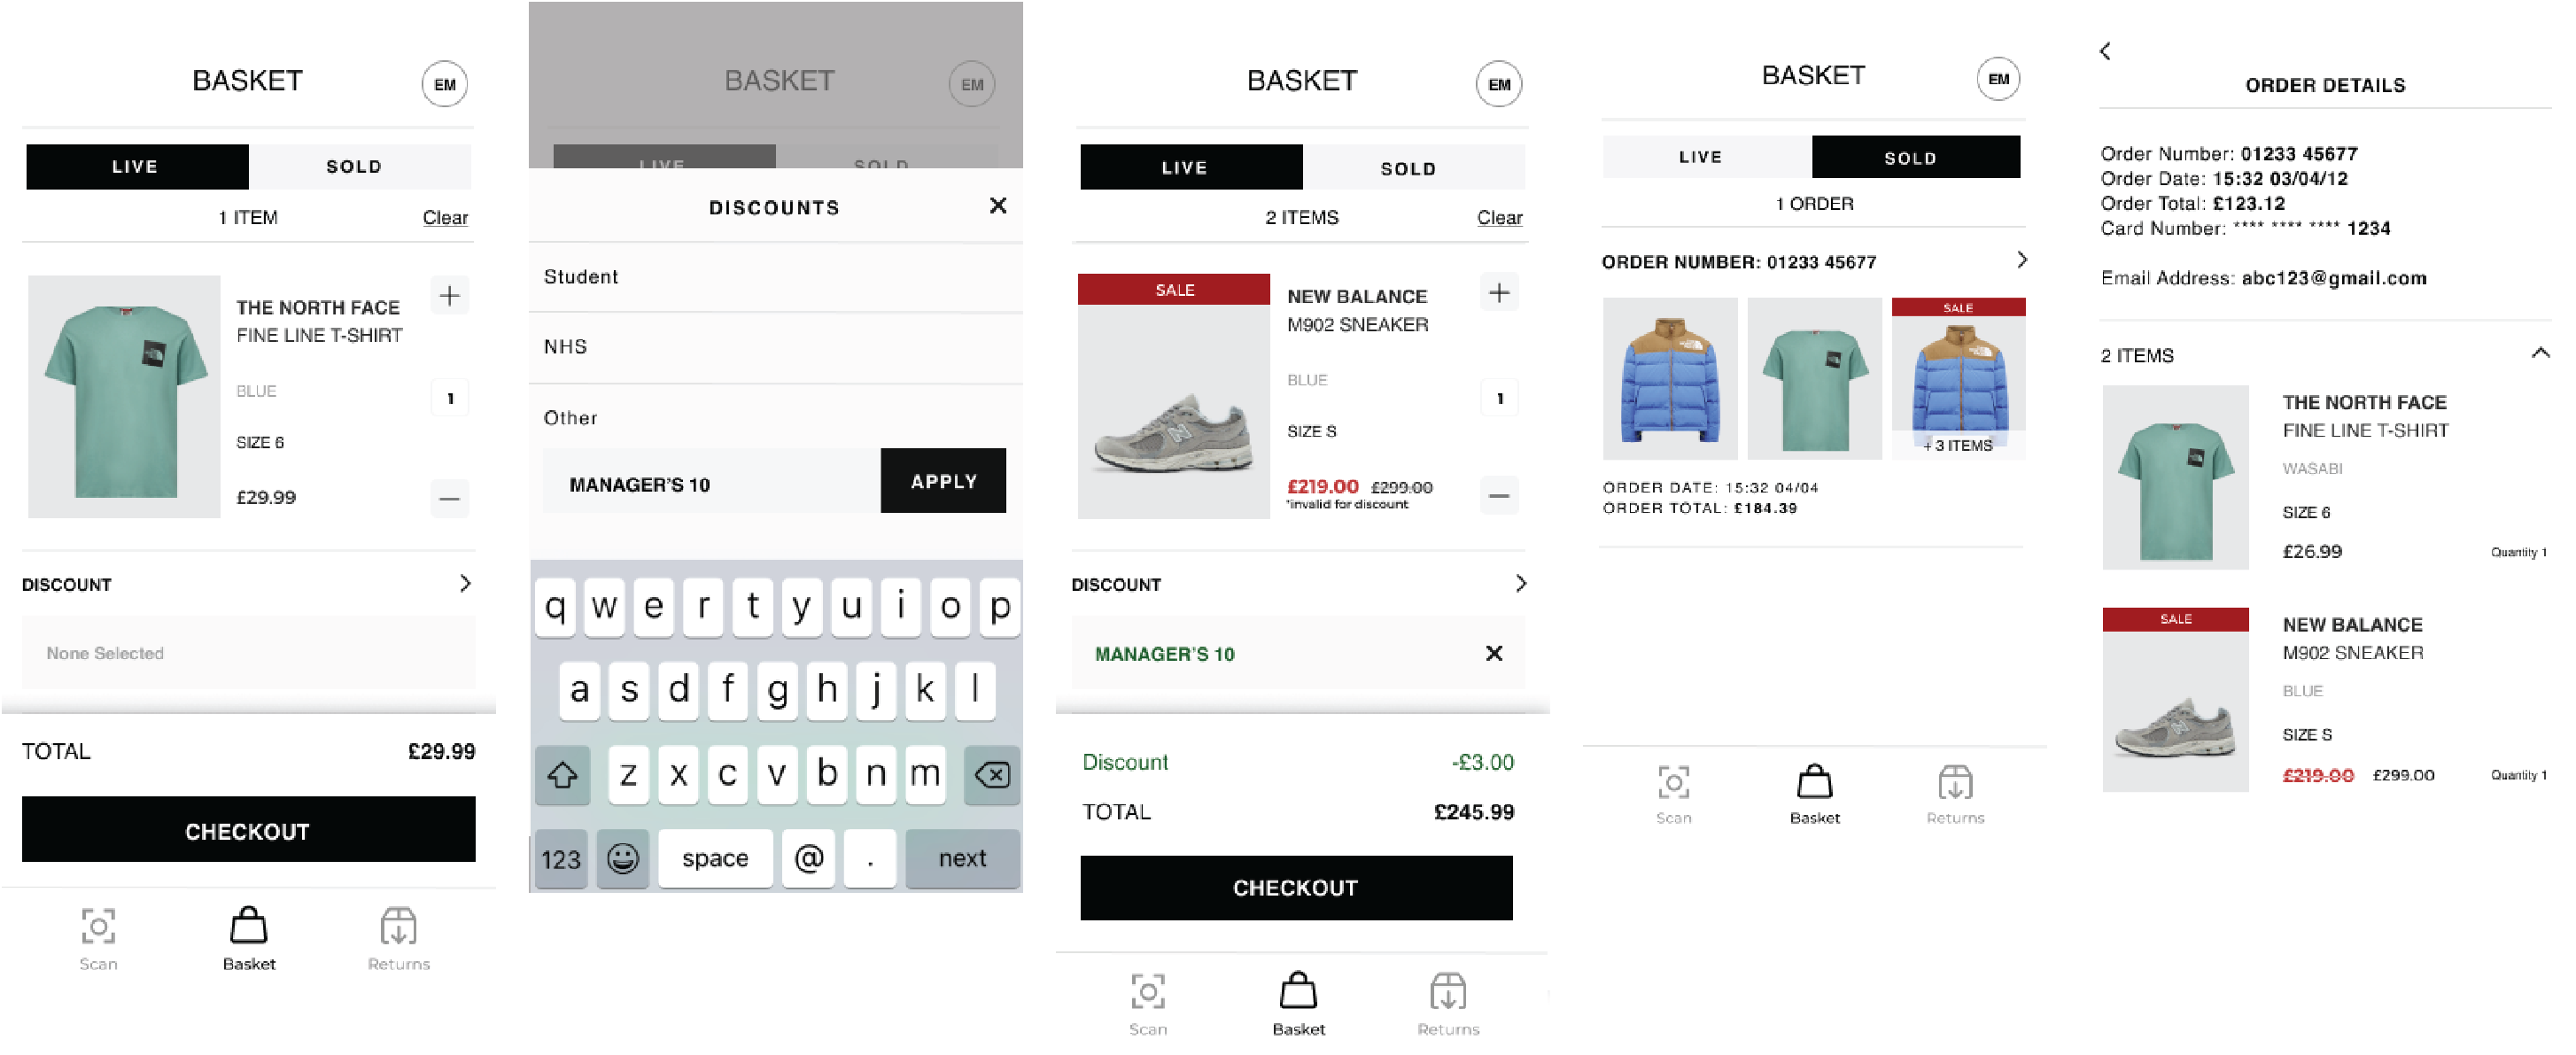 BASKET
EM
LIVE
SOLD
1 ITEM
Clear
THE NORTH FACE
FINE LINE T-SHIRT
BLUE
SIZE 6
£29.99
+
1
—
DISCOUNT
None Selected
TOTAL
£29.99
CHECKOUT
Scan
Basket
Returns
BASKET
EM
LIVE
SOLD
DISCOUNTS
Student
NHS
Other
MANAGER’S 10
APPLY
q w e r t y u i o p
a s d f g h j k l
z x c v b n m
123
space
@
.
next
BASKET
EM
LIVE
SOLD
2 ITEMS
Clear
SALE
NEW BALANCE
M902 SNEAKER
BLUE
SIZE S
£219.00 £299.00
*invalid for discount
+
1
—
DISCOUNT
MANAGER’S 10
Discount
-£3.00
TOTAL
£245.99
CHECKOUT
Scan
Basket
Returns
BASKET
EM
LIVE
SOLD
1 ORDER
ORDER NUMBER: 01233 45677
SALE
+ 3 ITEMS
ORDER DATE: 15:32 04/04
ORDER TOTAL: £184.39
Scan
Basket
Returns
ORDER DETAILS
Order Number: 01233 45677
Order Date: 15:32 03/04/12
Order Total: £123.12
Card Number: **** **** **** 1234
Email Address: abc123@gmail.com
2 ITEMS
THE NORTH FACE
FINE LINE T-SHIRT
WASABI
SIZE 6
£26.99
Quantity 1
SALE
NEW BALANCE
M902 SNEAKER
BLUE
SIZE S
£219.00 £299.00
Quantity 1